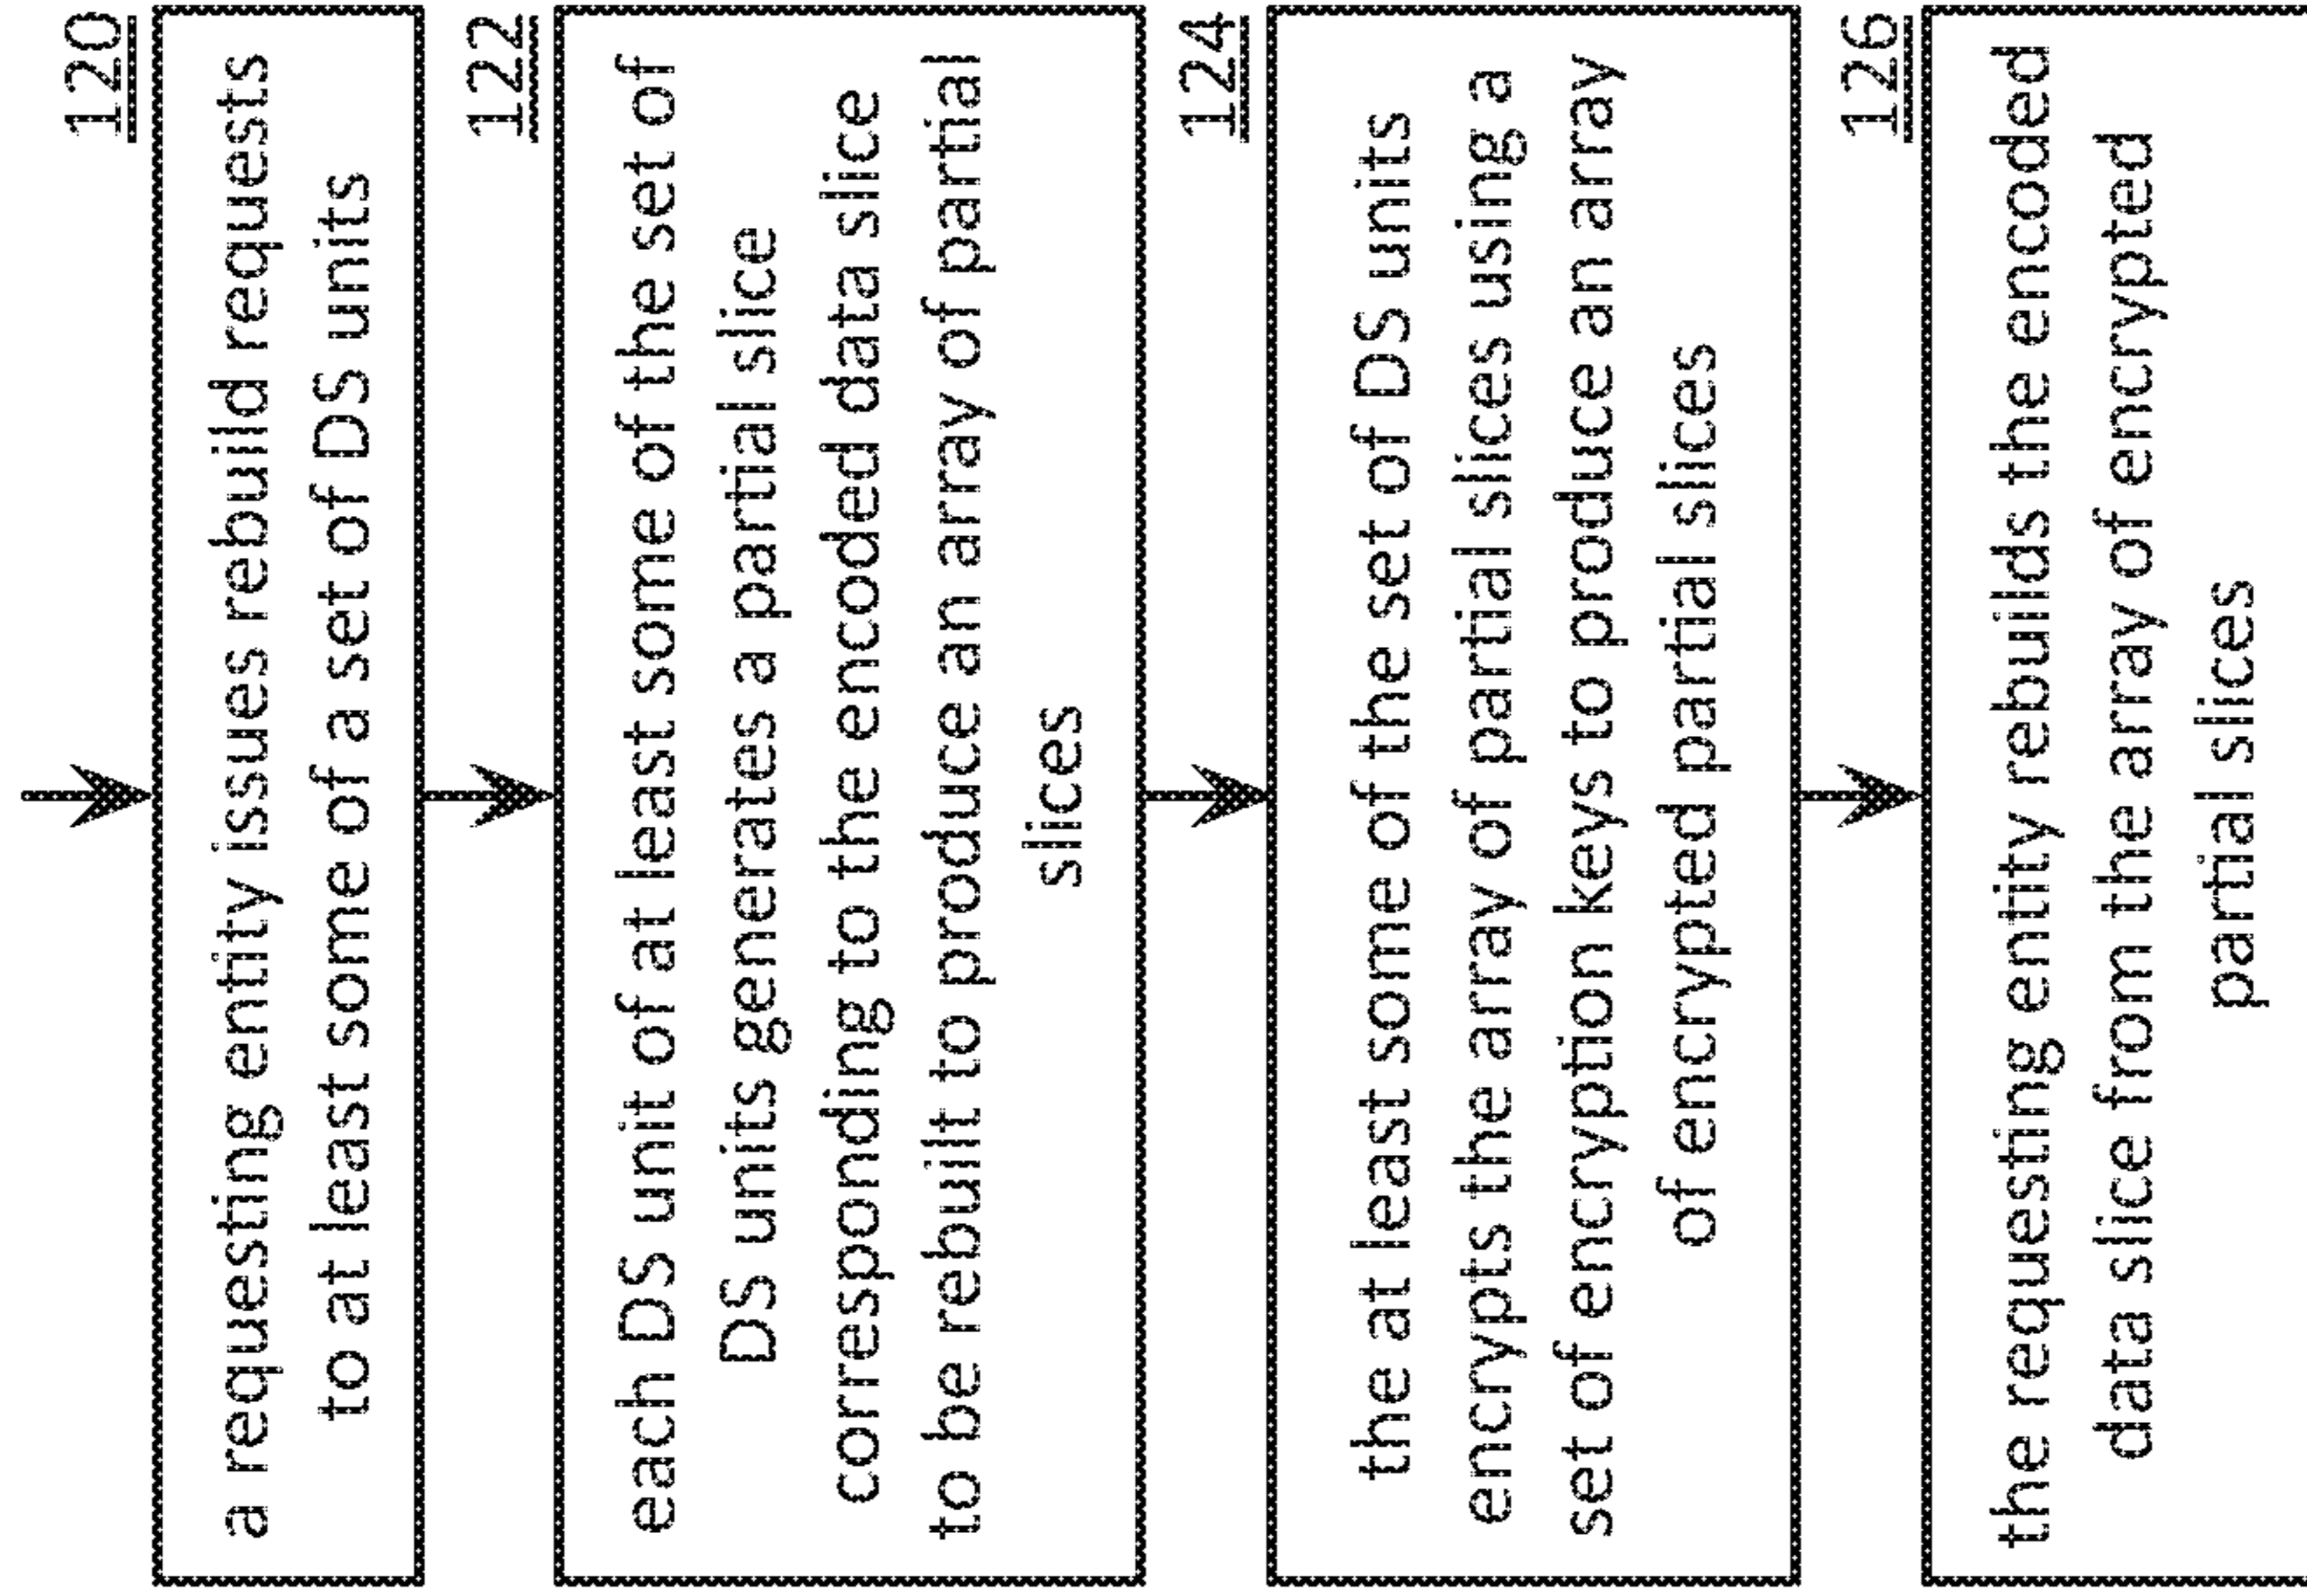 120
a requesting entity issues rebuild requests
to at least some of a set of DS units
122
each DS unit of at least some of the set of
DS units generates a partial slice
corresponding to the encoded data slice
to be rebuilt to produce an array of partial
slices
124
the at least some of the set of DS units
encrypts the array of partial slices using a
set of encryption keys to produce an array
of encrypted partial slices
126
the requesting entity rebuilds the encoded
data slice from the array of encrypted
partial slices